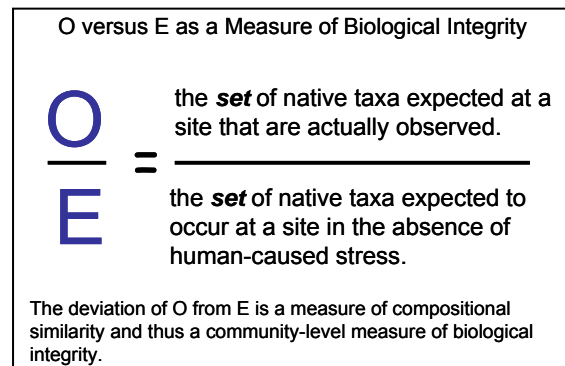 O versus E as a Measure of Biological Integrity
O
E
=
the set of native taxa expected at a
site that are actually observed.
the set of native taxa expected to
occur at a site in the absence of
human-caused stress.
The deviation of O from E is a measure of compositional
similarity and thus a community-level measure of biological
integrity.